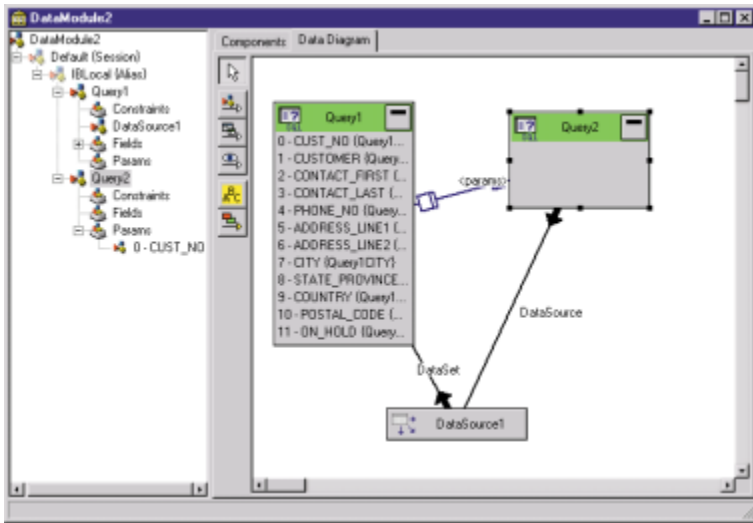 DataModule2
DataModule2
Default (Session)
IBLocal (Alias)
Query1
Constraints
DataSource1
Fields
Params
Query2
Constraints
Fields
Params
0 - CUST_NO
Components Data Diagram
Query1
0 - CUST_NO (Query1...
1 - CUSTOMER (Query...
2 - CONTACT_FIRST (...
3 - CONTACT_LAST (...
4 - PHONE_NO (Query...
5 - ADDRESS_LINE1 (...
6 - ADDRESS_LINE2 (...
7 - CITY (Query1CITY)
8 - STATE_PROVINCE...
9 - COUNTRY (Query1...
10 - POSTAL_CODE (...
11 - ON_HOLD (Query...
Query2
<params>
DataSource
DataSet
DataSource1